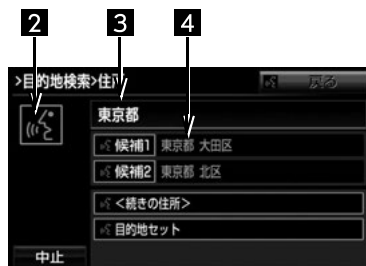 2 3 4
>目的地検索>住所
戻る
東京都
候補1 東京都 大田区
候補2 東京都 北区
<続きの住所>
目的地セット
中止